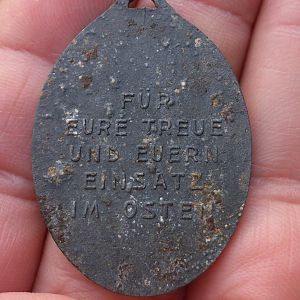 FÜR
EURE TREUE
UND EUERN
EINSATZ
IM OSTEN